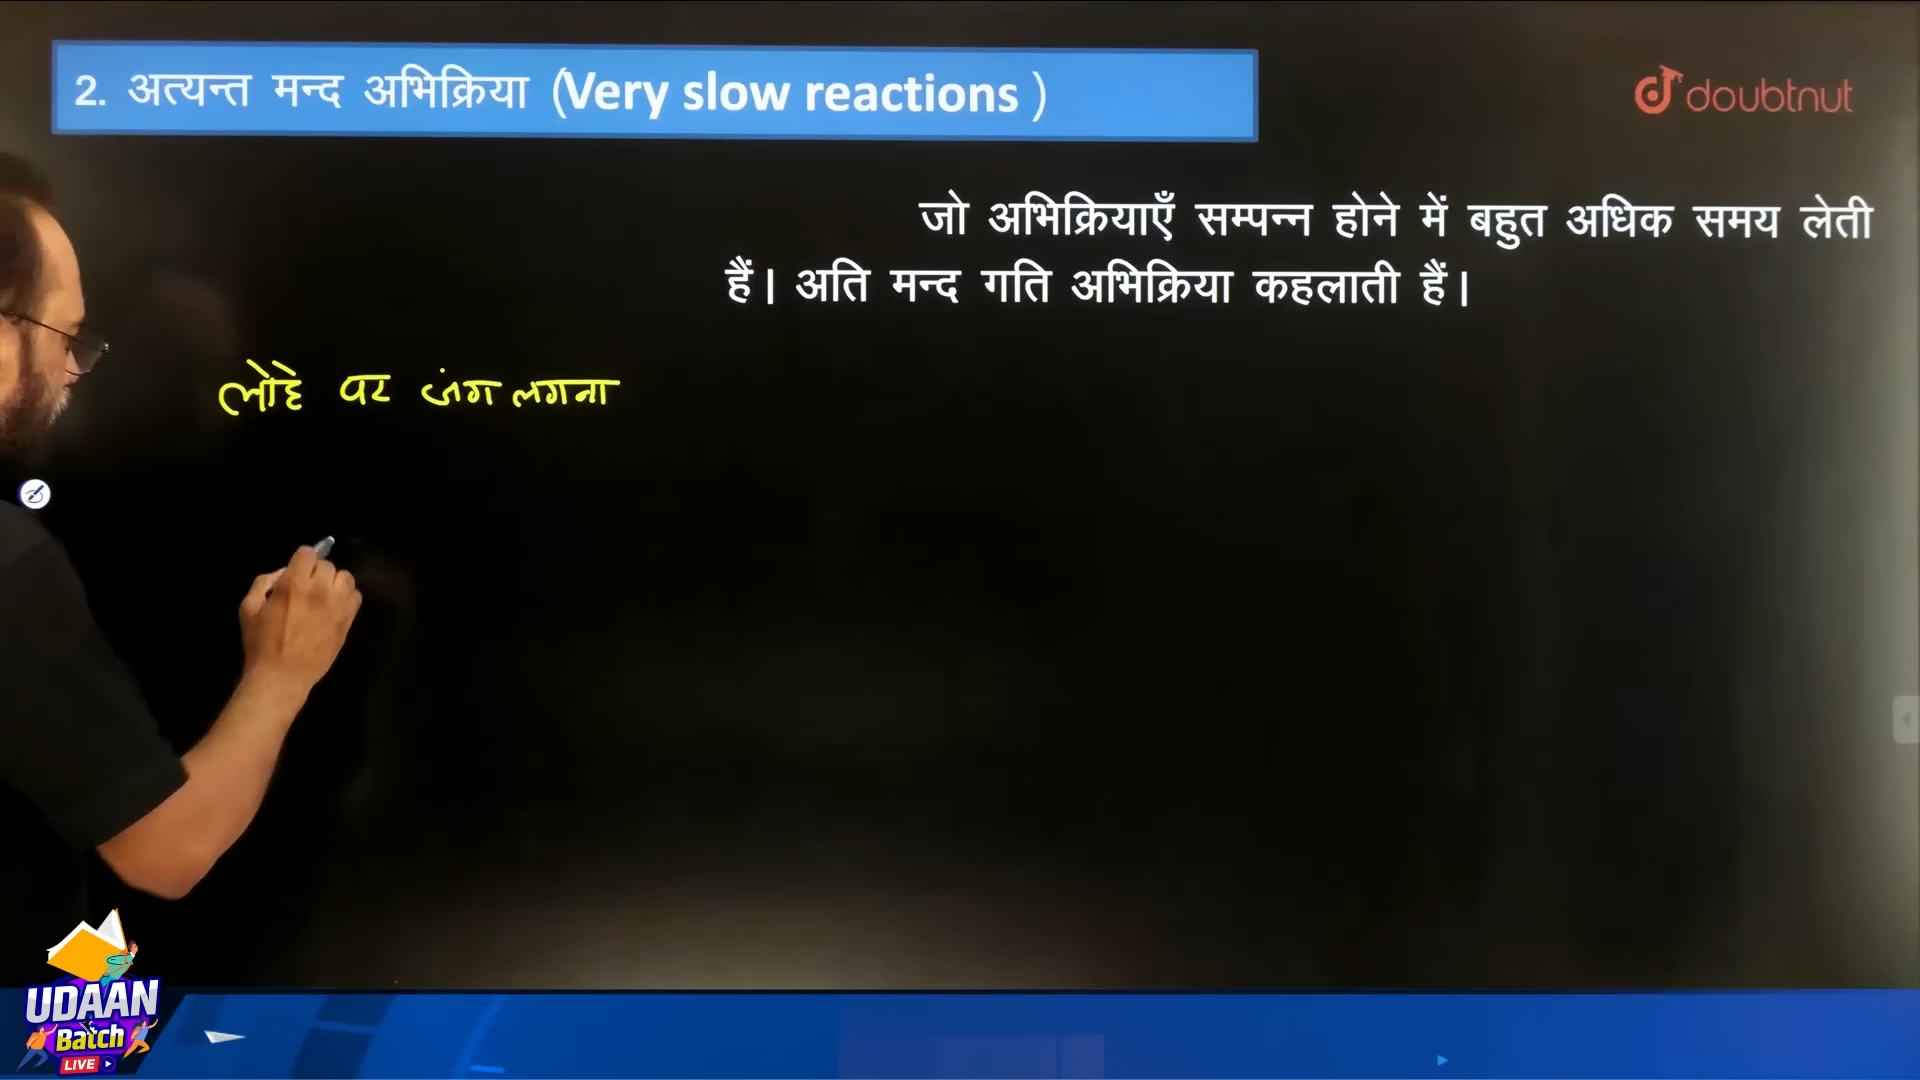 2. अत्यन्त मन्द अभिक्रिया (Very slow reactions )
doubtnut
जो अभिक्रियाएँ सम्पन्न होने में बहुत अधिक समय लेती
हैं। अति मन्द गति अभिक्रिया कहलाती हैं।
लोहे पर जंग लगना
UDAAN
Batch
LIVE